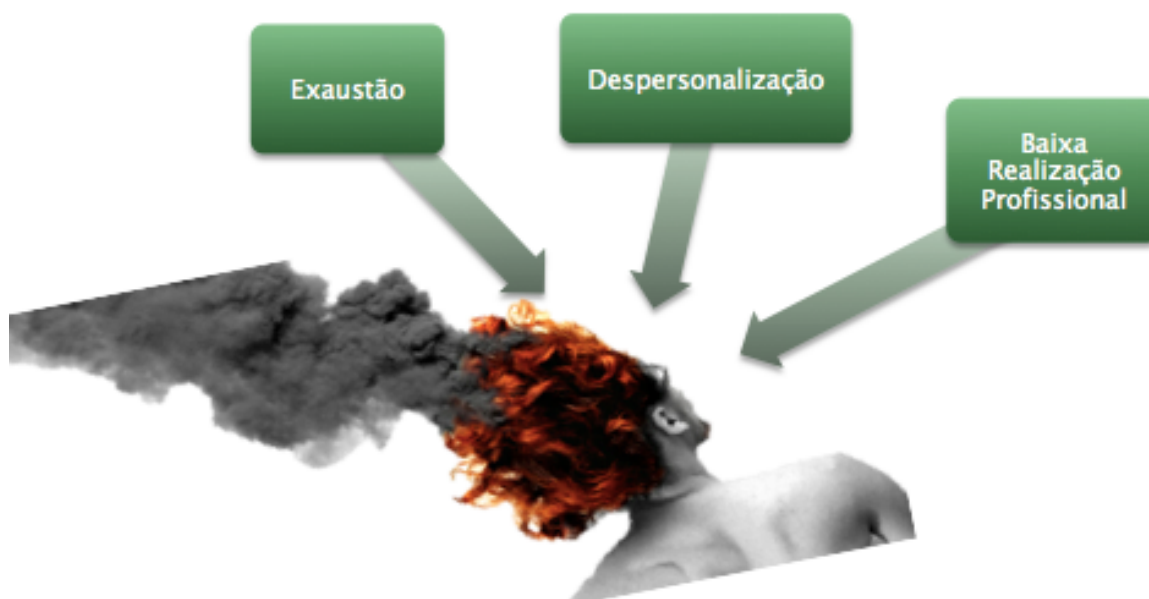 Exaustão
Despersonalização
Baixa
Realização
Profissional